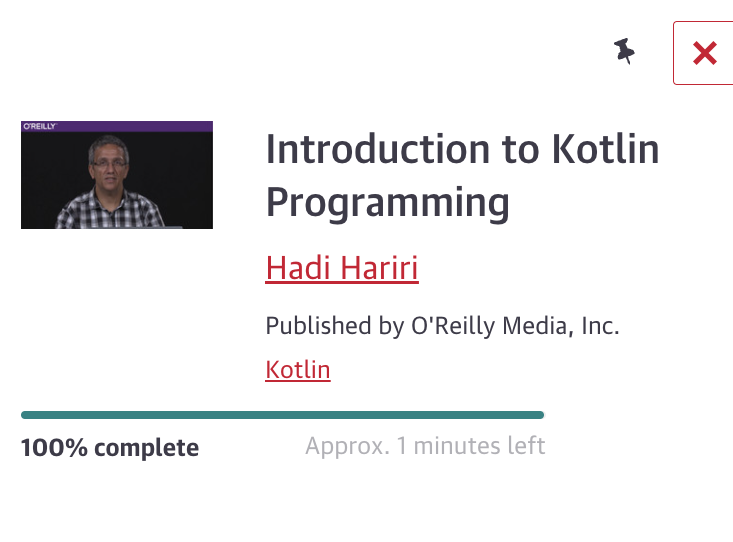 O'REILLY
Introduction to Kotlin
Programming
Hadi Hariri
Published by O'Reilly Media, Inc.
Kotlin
100% complete
Approx. 1 minutes left